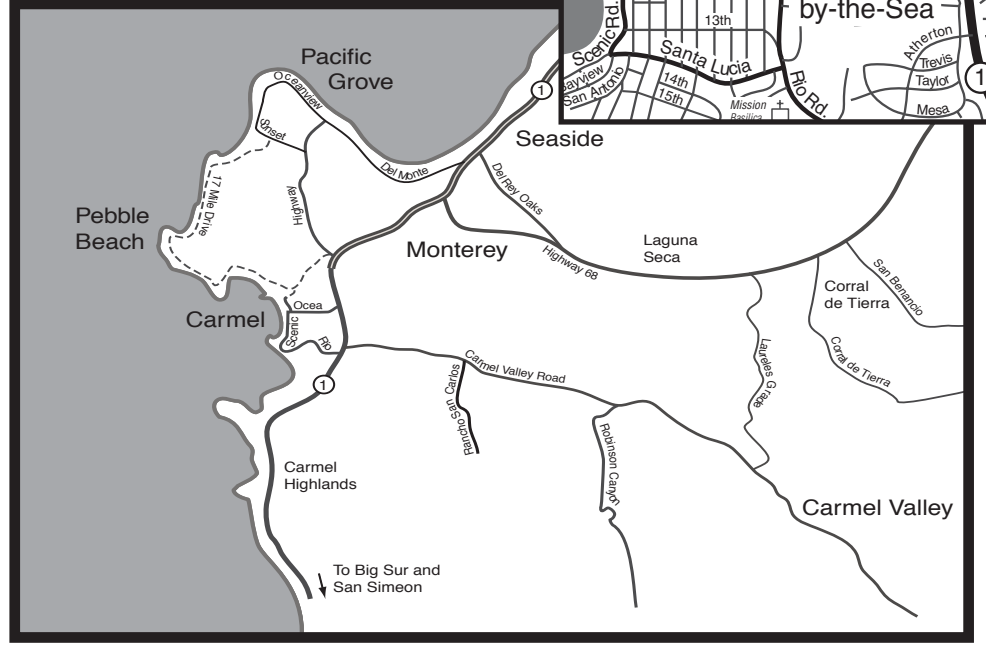 by-the-Sea
13th
Scenic Rd.
Santa Lucia
Atherton
Trevis
Taylor
Mesa
1
14th
15th
ayview
San Antonio
Rio Rd.
Mission
Basilica
Pacific
Grove
Oceanview
Sunset
1
Seaside
Del Monte
Del Rey Oaks
17 Mile Drive
Highway
Pebble
Beach
Monterey
Highway 68
Laguna
Seca
San Benancio
Corral
de Tierra
Corral de Tierra
Ocea
Carmel
Scenic
Rio
Carmel Valley Road
Laureles Grade
1
Rancho San Carlos
Robinson Canyon
Carmel
Highlands
Carmel Valley
To Big Sur and
San Simeon